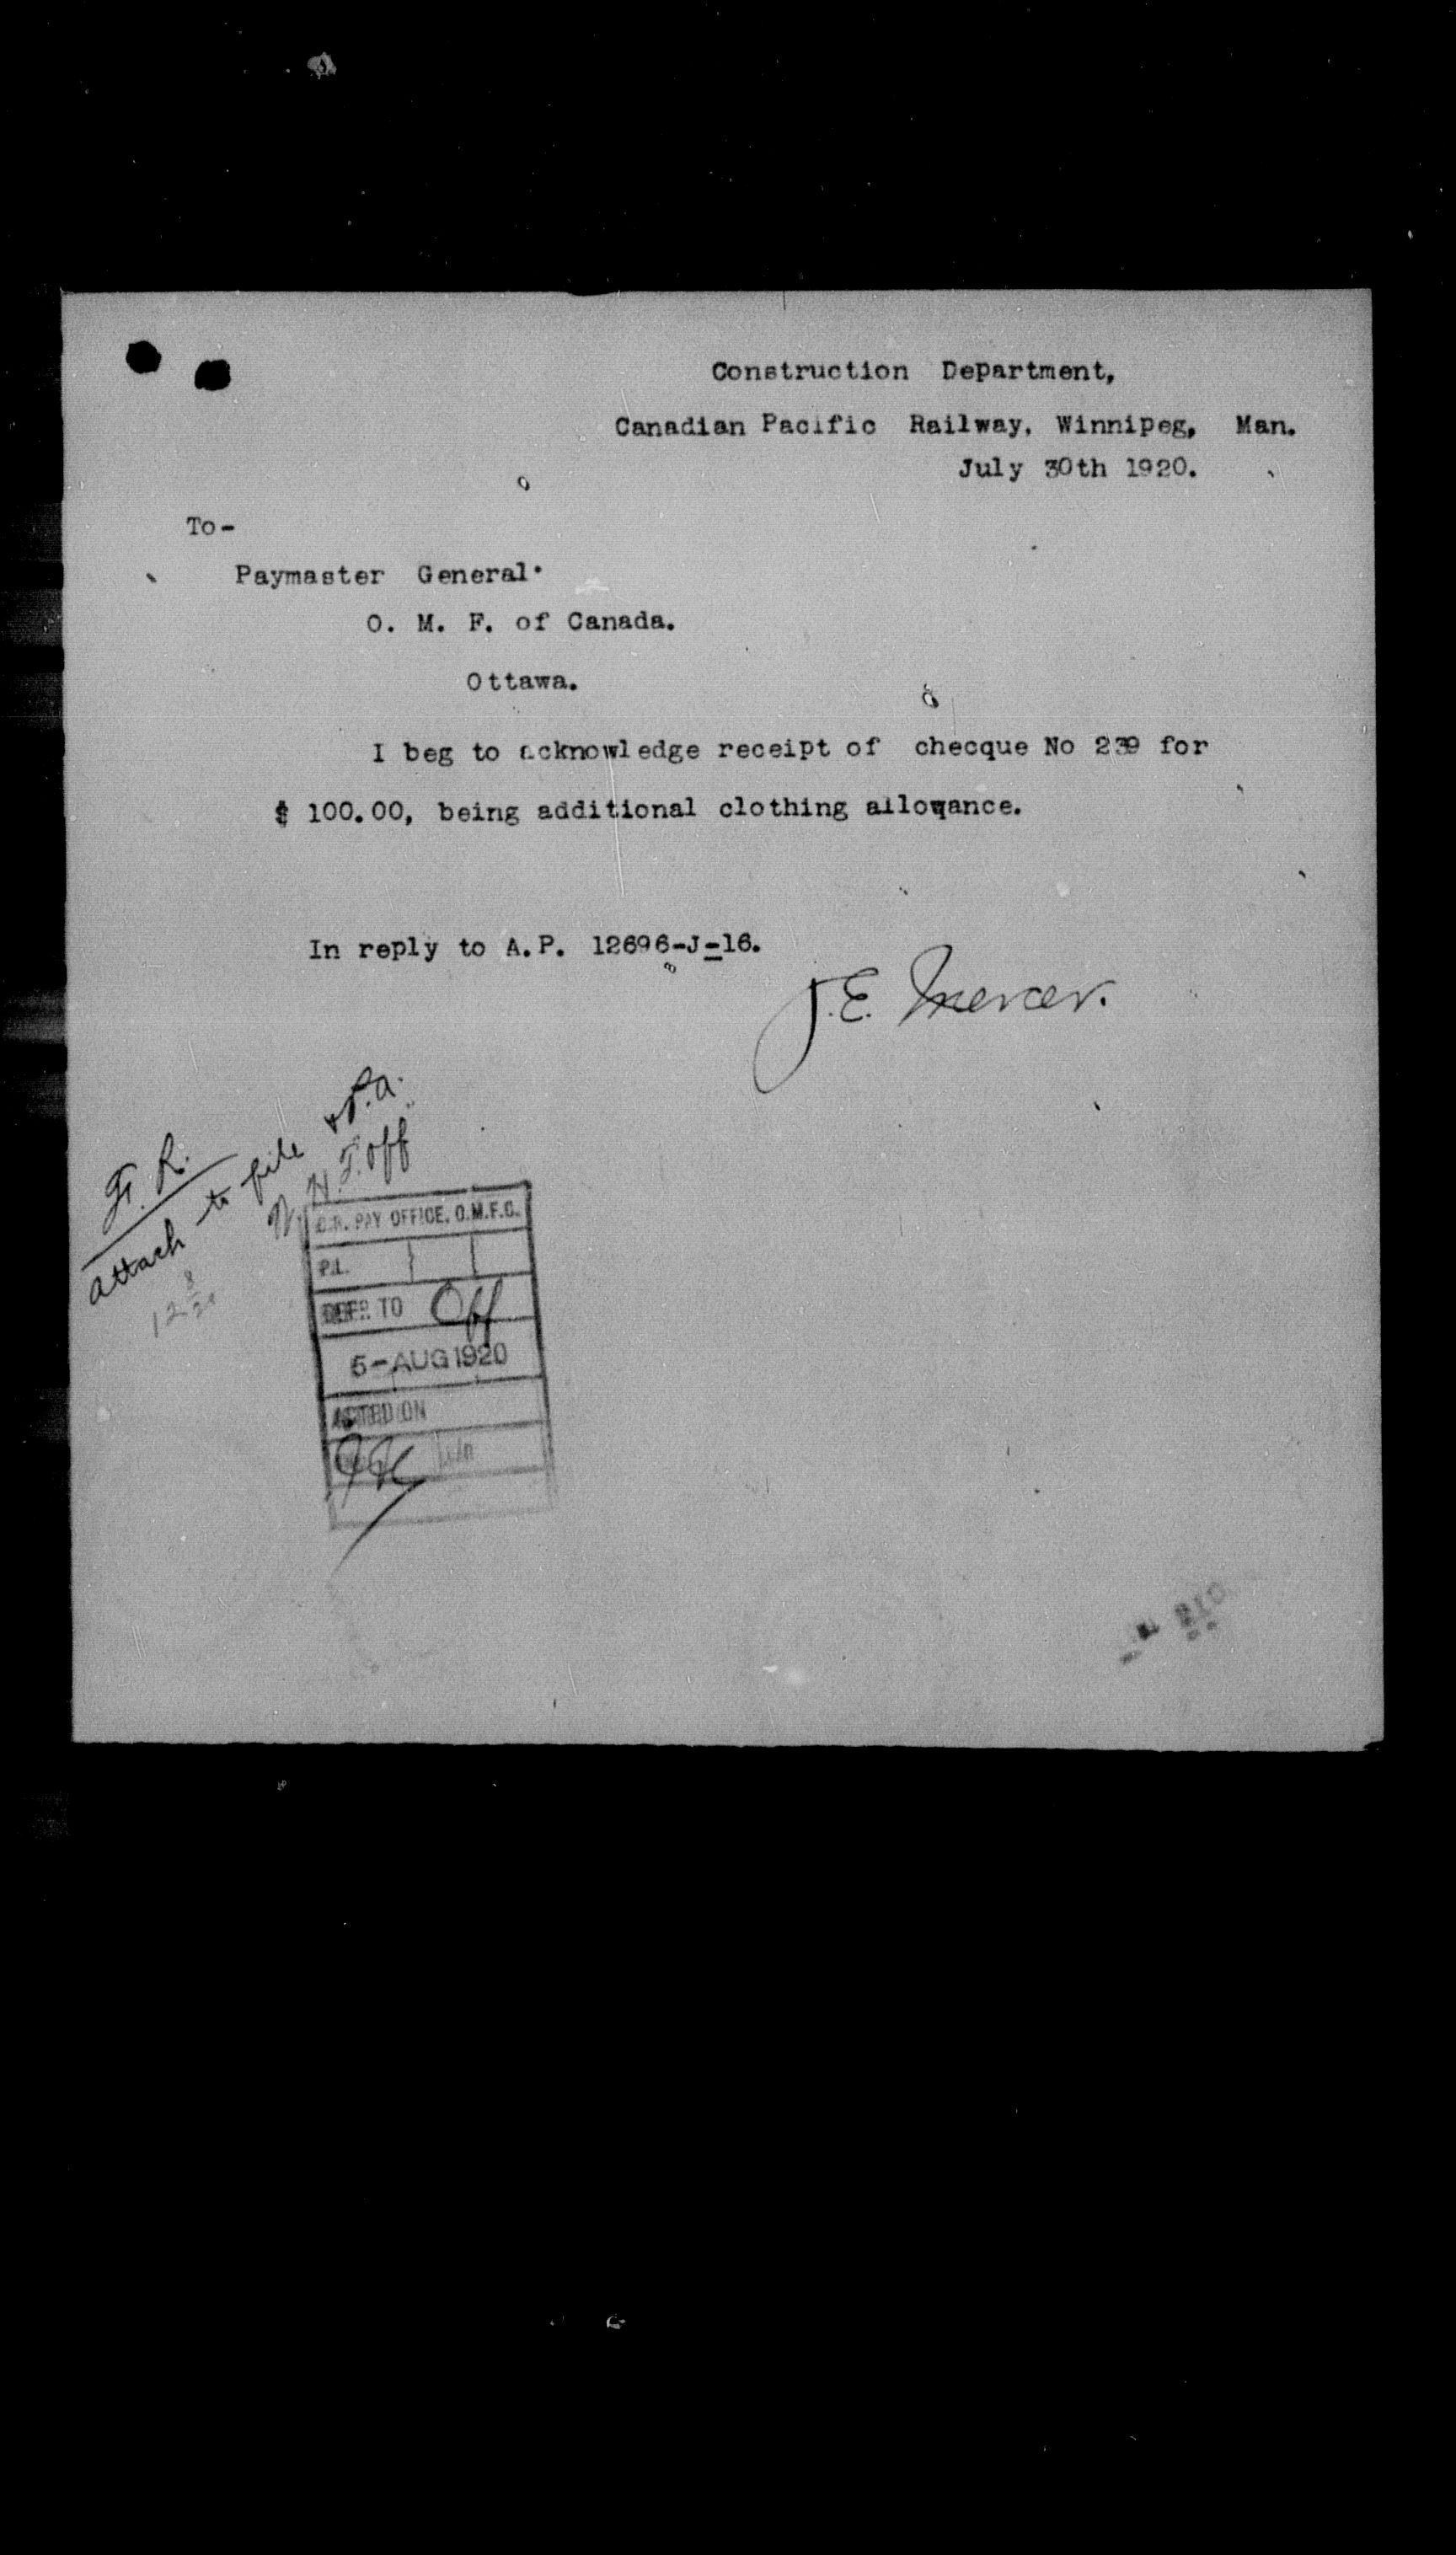 Construction Department,
Canadian Pacific Railway, Winnipeg, Man.
July 30th 1920.
To-
Paymaster General.
O. M. F. of Canada.
Ottawa.
I beg to acknowledge receipt of checque No 239 for
$ 100.00, being additional clothing allowance.
In reply to A.P. 12696-J-16.
J. E. Mercer.
F. R.
Attach to file & P.a.
Off
PAY OFFICE, O.M.F.C.
P.L.
REF. TO Off
5-AUG 1920
ON